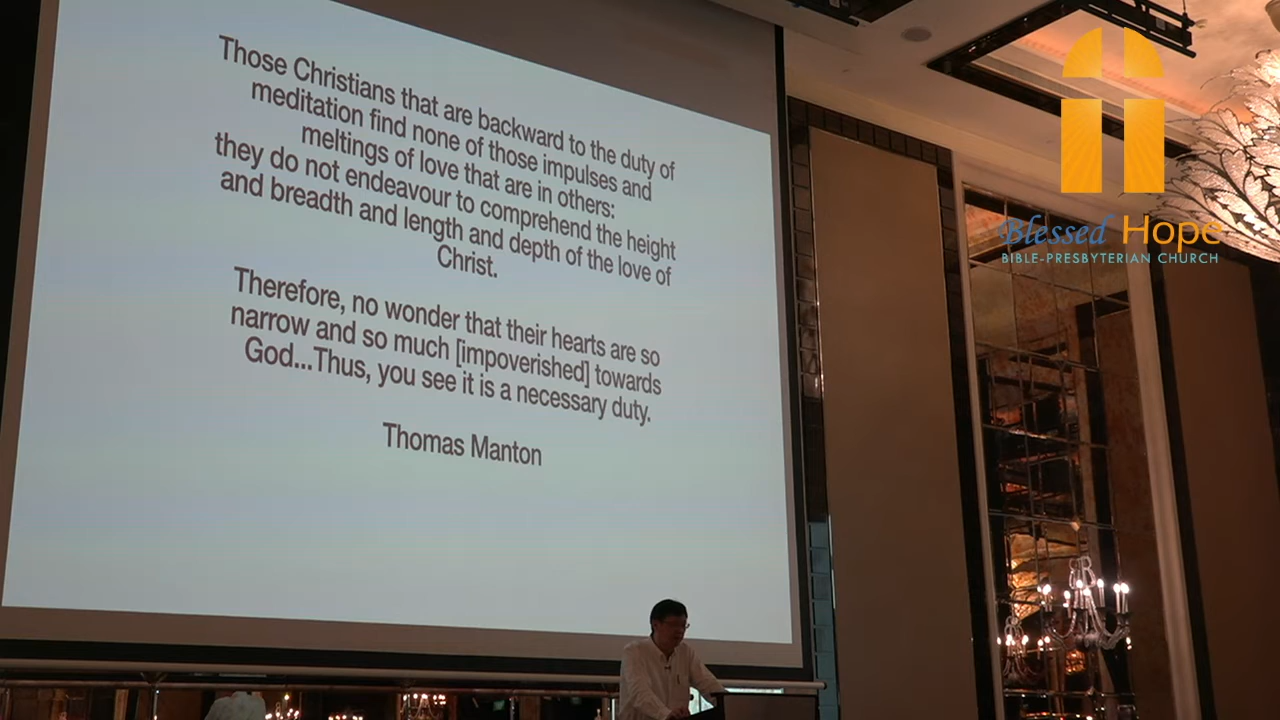 Those Christians that are backward to the duty of
meditation find none of those impulses and
meltings of love that are in others:
they do not endeavour to comprehend the height
and breadth and length and depth of the love of
Christ.
Therefore, no wonder that their hearts are so
narrow and so much [impoverished] towards
God...Thus, you see it is a necessary duty.
Thomas Manton
Blessed Hope
BIBLE-PRESBYTERIAN CHURCH